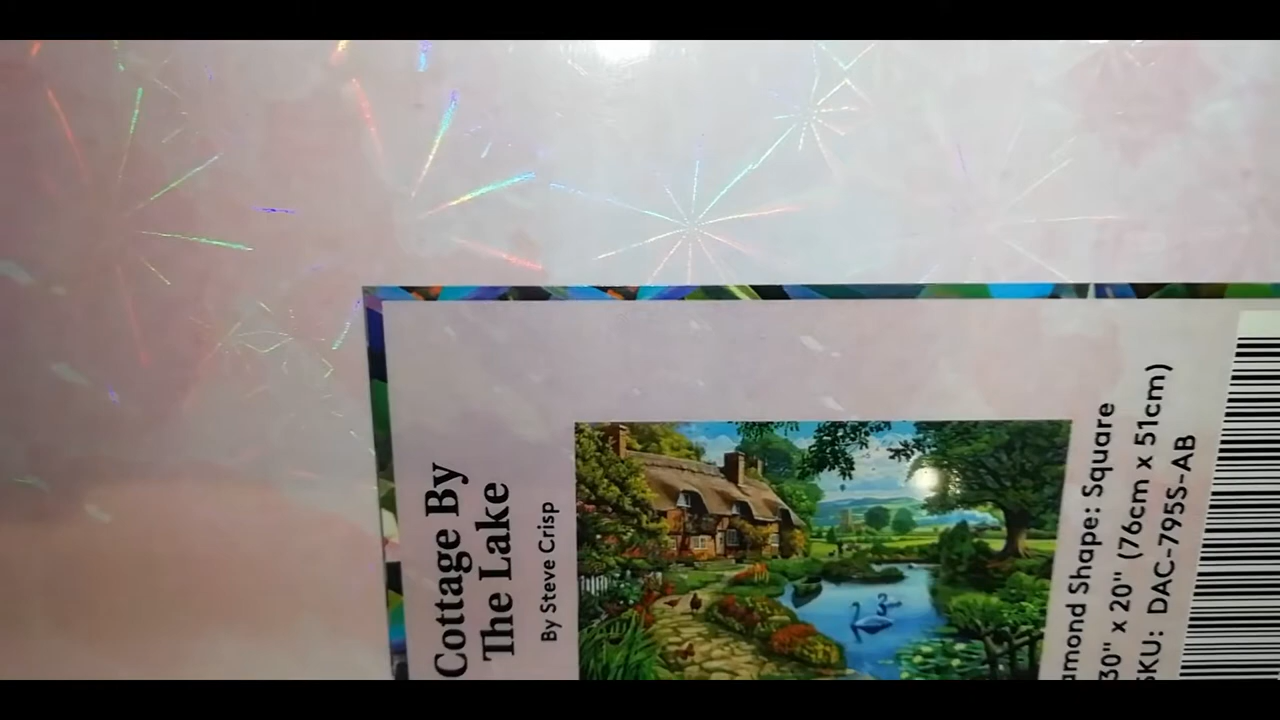 Cottage By
The Lake
By Steve Crisp
amond Shape: Square
30" x 20" (76cm x 51cm)
SKU: DAC-795S-AB